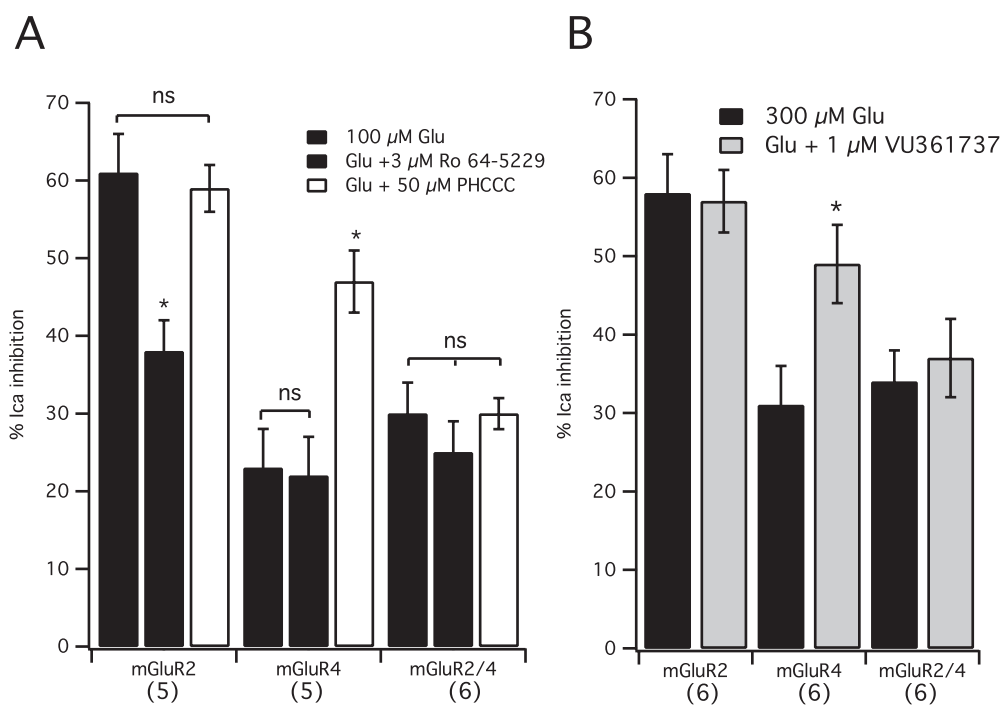 A
B
70
60
50
40
30
20
10
0
% Ica inhibition
ns
*
ns
*
ns
100 µM Glu
Glu +3 µM Ro 64-5229
Glu + 50 µM PHCCC
mGluR2
(5)
mGluR4
(5)
mGluR2/4
(6)
70
60
50
40
30
20
10
0
% Ica inhibition
300 µM Glu
Glu + 1 µM VU361737
*
mGluR2
(6)
mGluR4
(6)
mGluR2/4
(6)